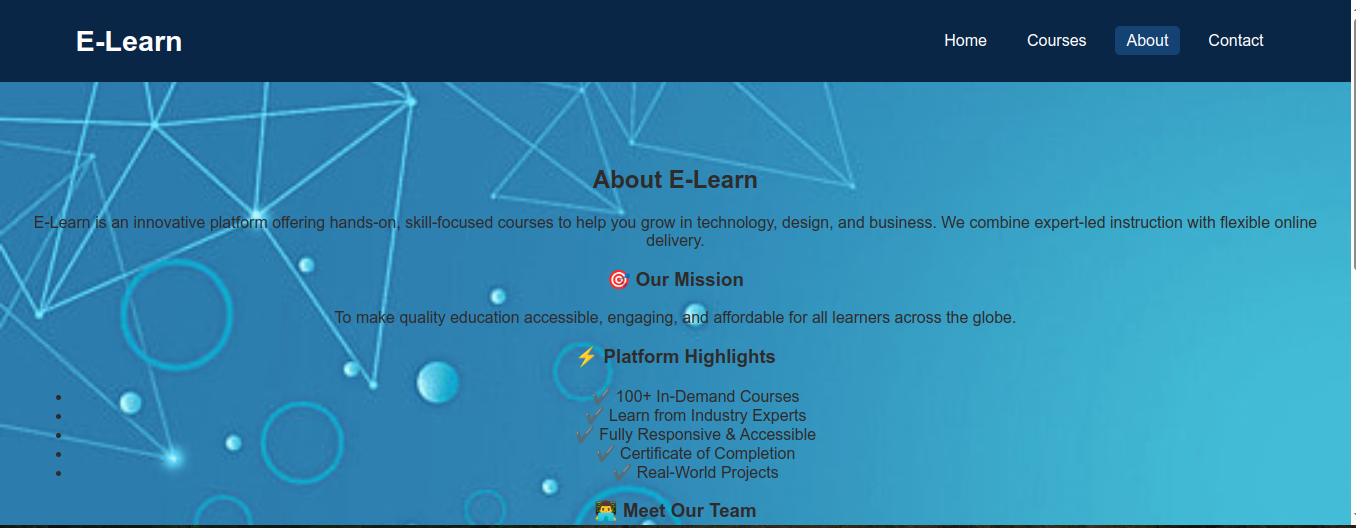 E-Learn
Home Courses About Contact
About E-Learn
E-Learn is an innovative platform offering hands-on, skill-focused courses to help you grow in technology, design, and business. We combine expert-led instruction with flexible online
delivery.
🎯 Our Mission
To make quality education accessible, engaging, and affordable for all learners across the globe.
⚡ Platform Highlights
• ✔ 100+ In-Demand Courses
• ✔ Learn from Industry Experts
• ✔ Fully Responsive & Accessible
• ✔ Certificate of Completion
• ✔ Real-World Projects
👨‍💻 Meet Our Team